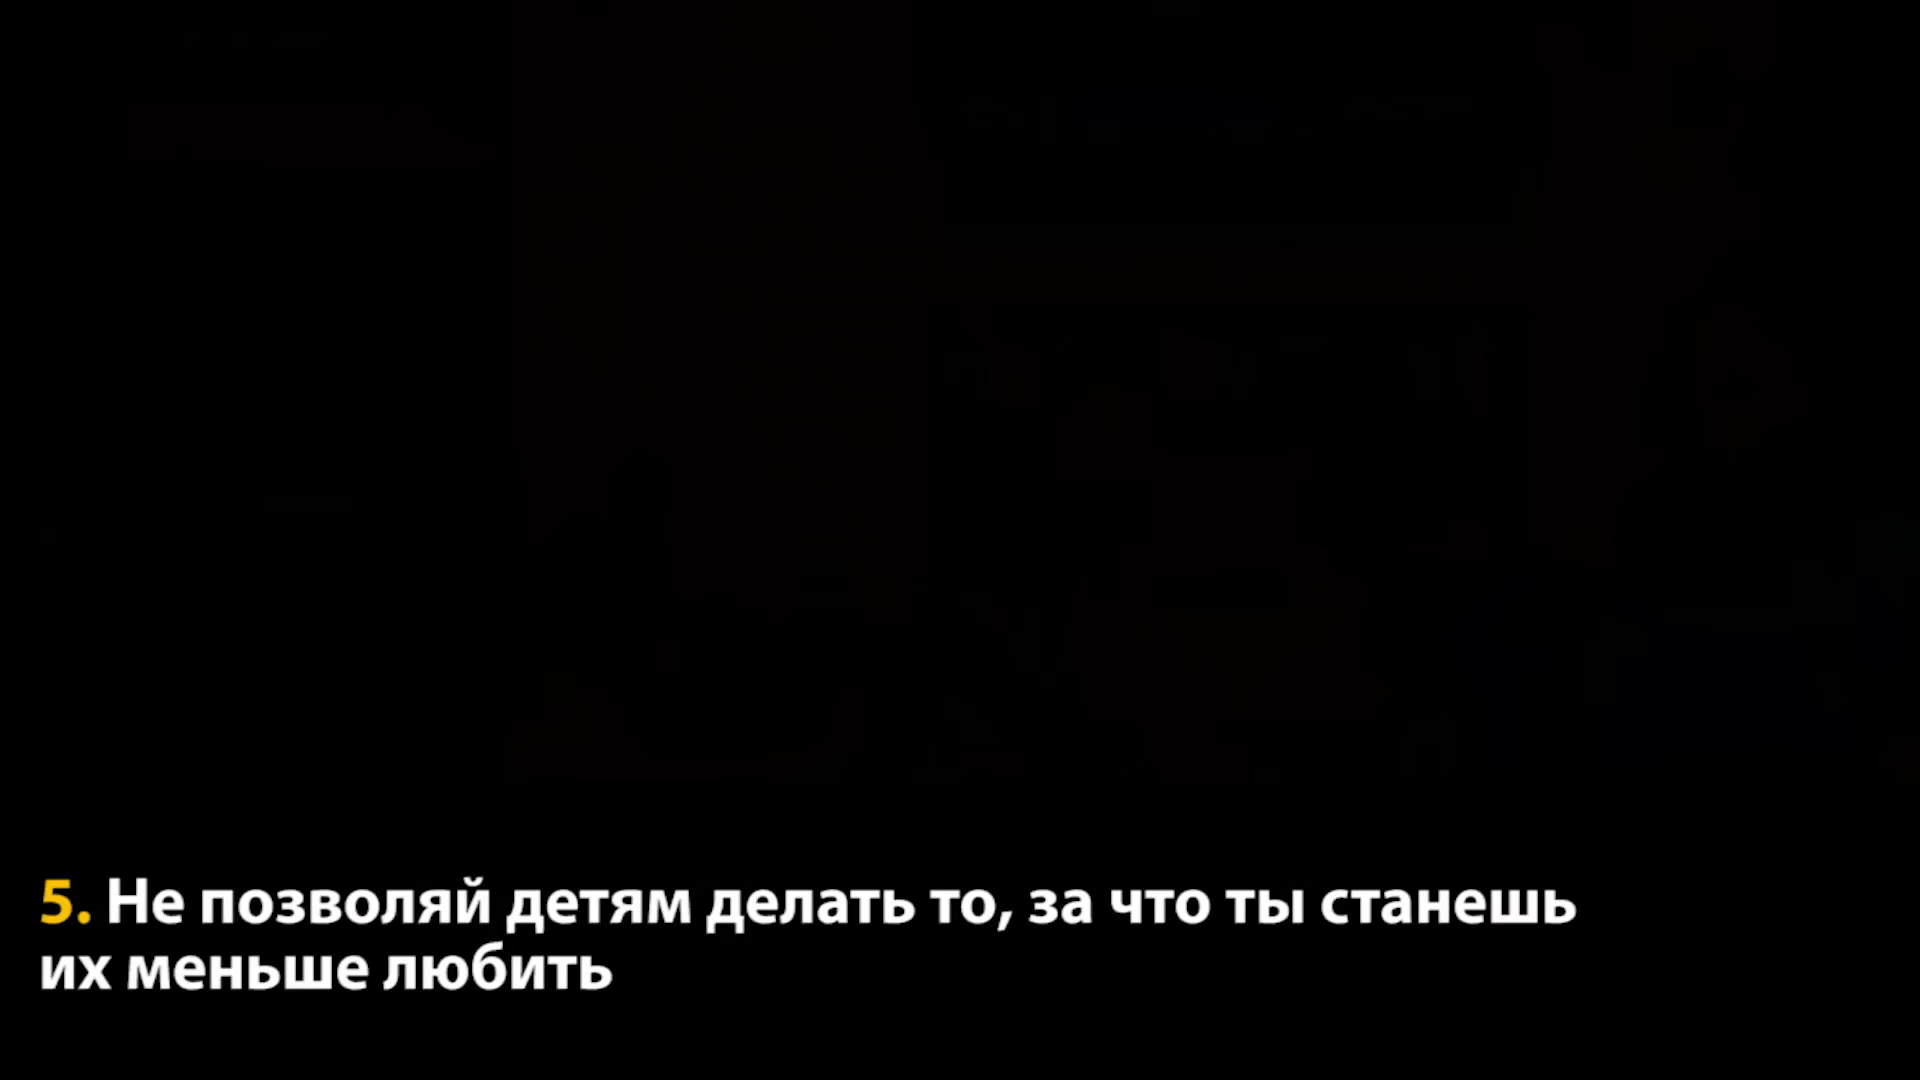 5. Не позволяй детям делать то, за что ты станешь
их меньше любить